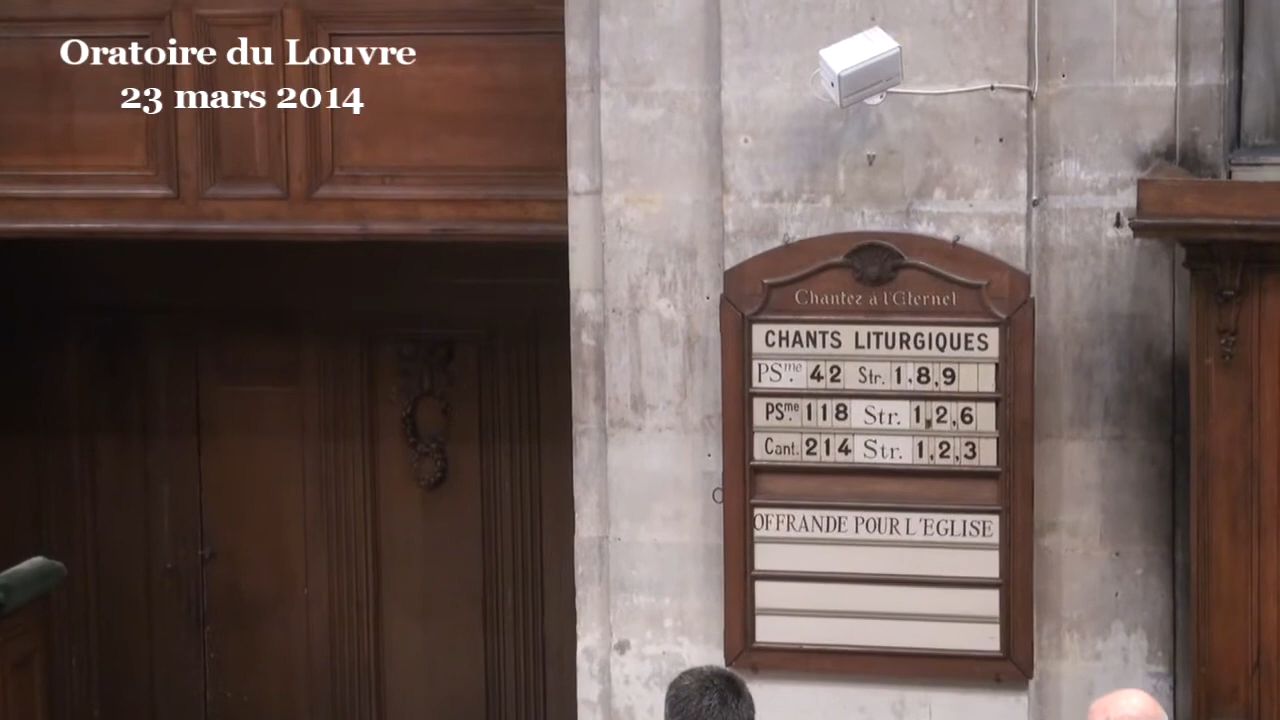 Oratoire du Louvre
23 mars 2014
Chantez à l'Eternel
CHANTS LITURGIQUES
PSme. 42 Str. 1,8,9
PSme. 118 Str. 1,2,6
Cant. 214 Str. 1,2,3
OFFRANDE POUR L'EGLISE